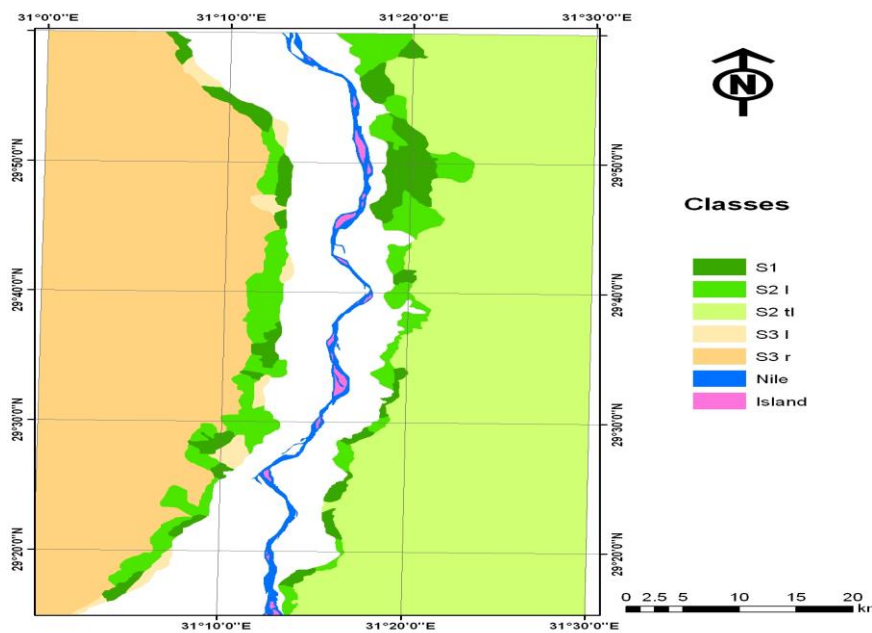 31°0'0"E 31°10'0"E 31°20'0"E 31°30'0"E
29°50'0"N 29°50'0"N
29°40'0"N 29°40'0"N
29°30'0"N 29°30'0"N
29°20'0"N 29°20'0"N
31°10'0"E 31°20'0"E 31°30'0"E
N
Classes
S1
S2 l
S2 tl
S3 l
S3 r
Nile
Island
0 2.5 5 10 15 20
km